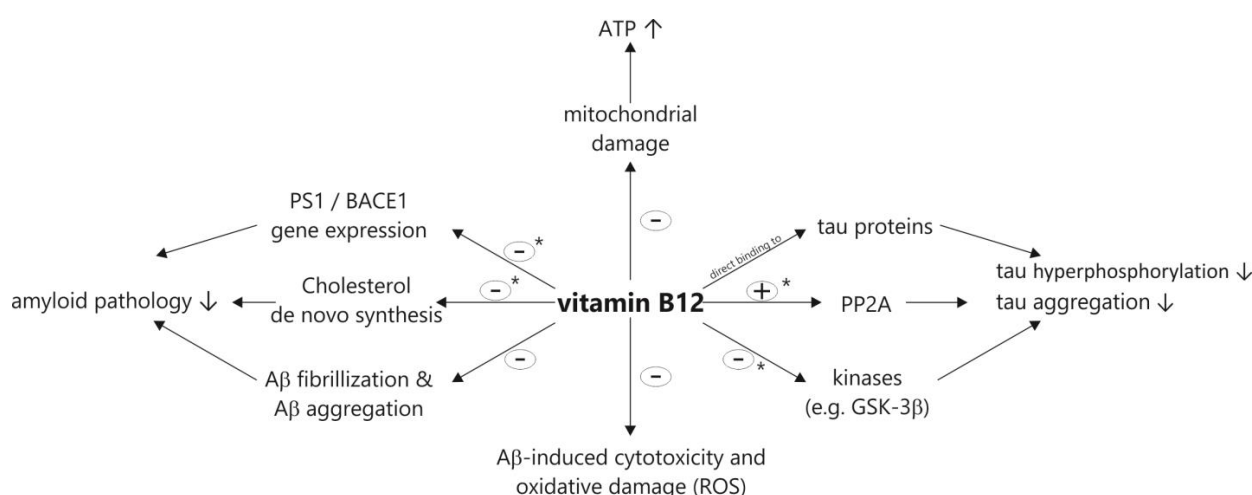 ATP ↑
mitochondrial
damage
PS1 / BACE1
gene expression
-*
-
direct binding to
tau proteins
amyloid pathology ↓
Cholesterol
de novo synthesis
-*
vitamin B12
+*
PP2A
tau hyperphosphorylation ↓
tau aggregation ↓
Aβ fibrillization &
Aβ aggregation
-
-
-*
kinases
(e.g. GSK-3β)
Aβ-induced cytotoxicity and
oxidative damage (ROS)